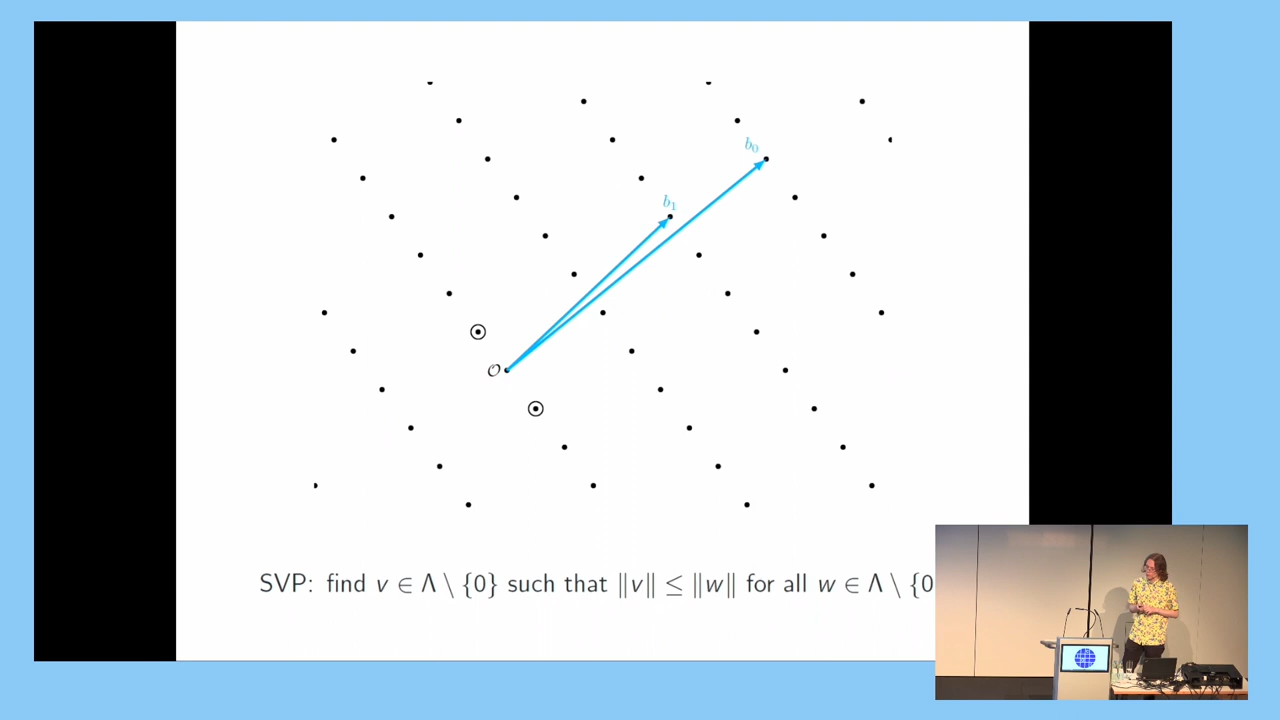 b₀
b₁
𝒪
SVP: find v ∈ Λ \ {0} such that ‖v‖ ≤ ‖w‖ for all w ∈ Λ \ {0